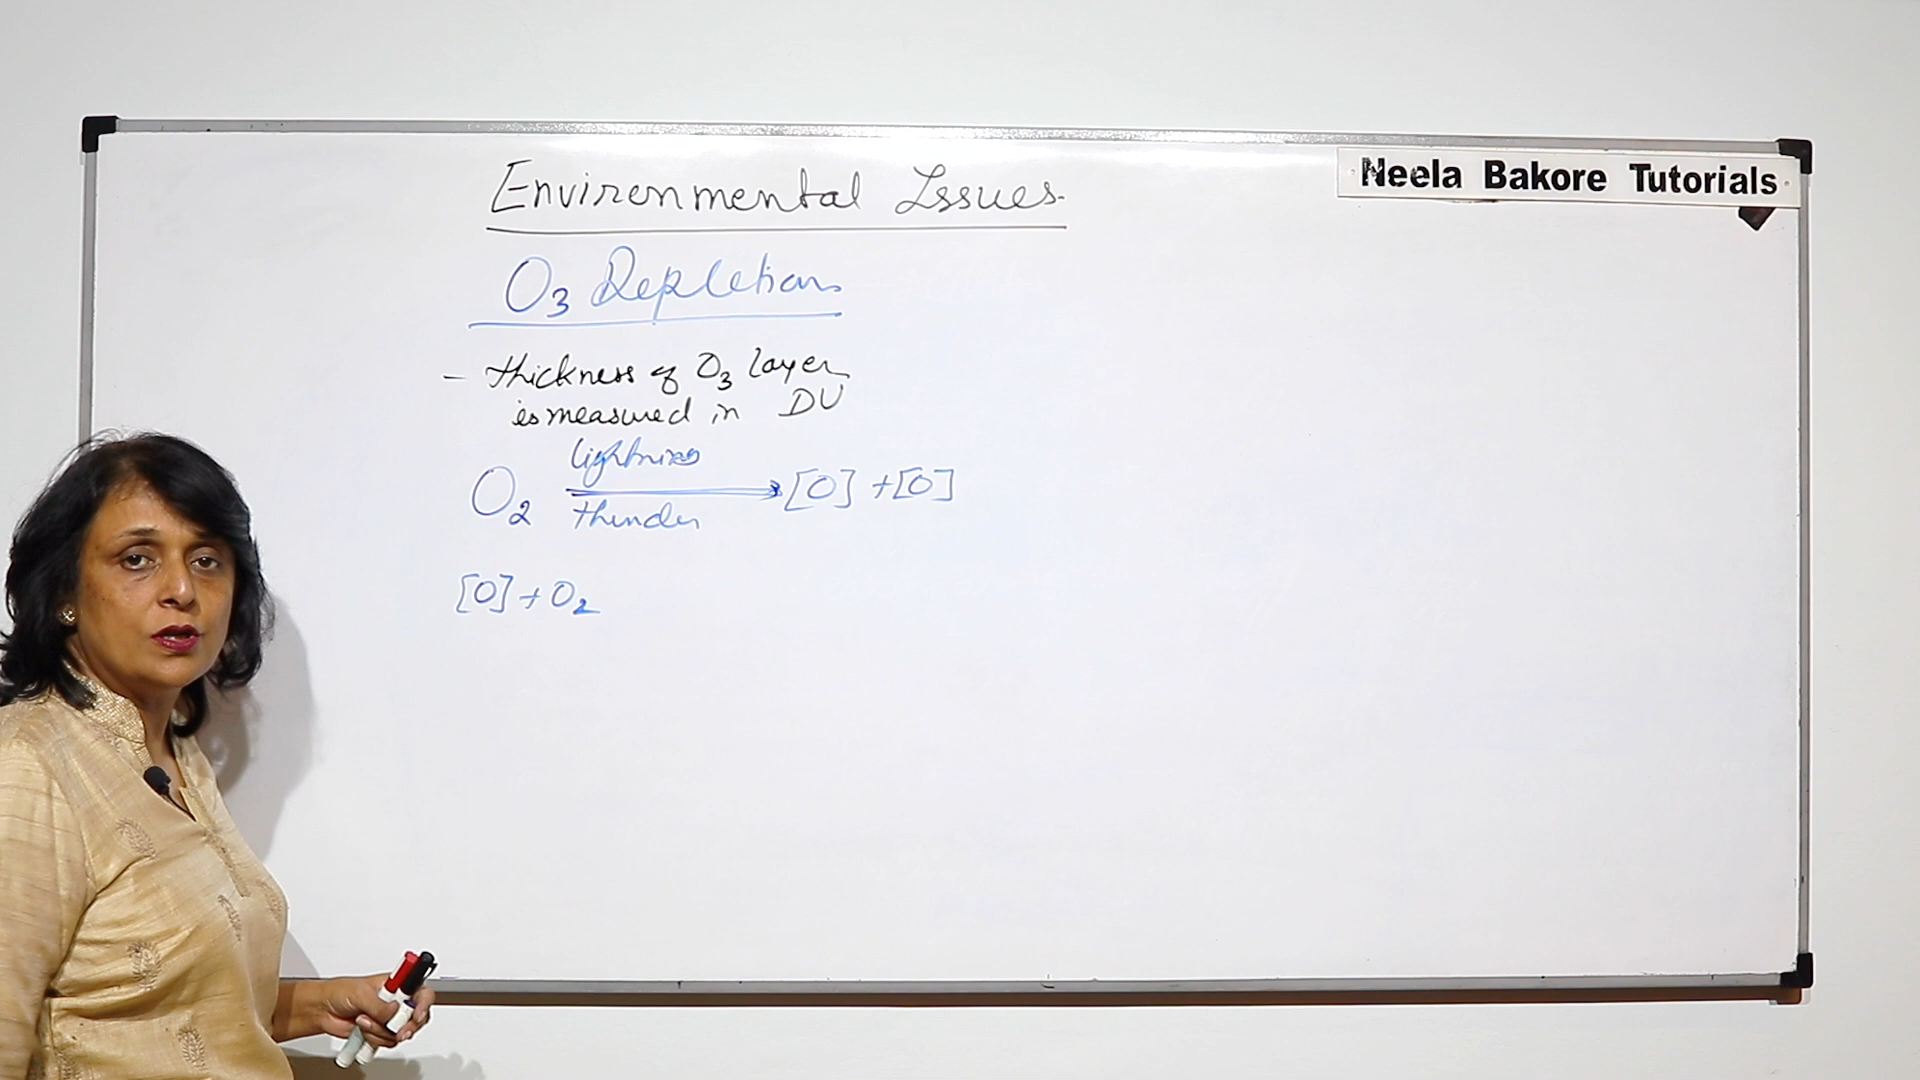 Neela Bakore Tutorials
Environmental Issues.
O₃ Depletion
- thickness of O₃ layer
is measured in DU
lightning
O₂ → [O] + [O]
thunder
[O] + O₂